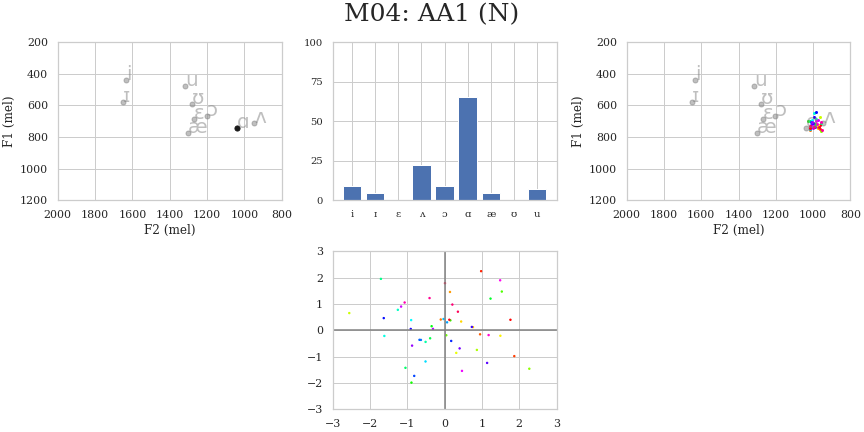 M04: AA1 (N)
200
400
600
800
1000
1200
F1 (mel)
i
ɪ
u
ʊ
ɛ
ɔ
æ
ɑ
ʌ
2000 1800 1600 1400 1200 1000 800
F2 (mel)
100
75
50
25
0
i ɪ ɛ ʌ ɔ ɑ æ ʊ u
200
400
600
800
1000
1200
F1 (mel)
i
ɪ
u
ʊ
ɛ
ɔ
æ
ʌ
2000 1800 1600 1400 1200 1000 800
F2 (mel)
3
2
1
0
−1
−2
−3
−3 −2 −1 0 1 2 3